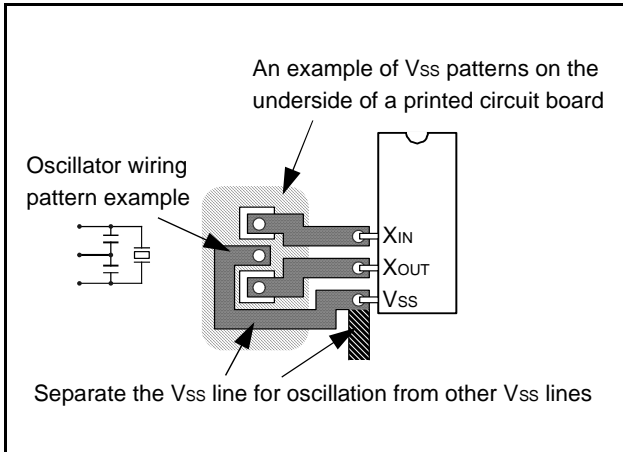 An example of Vss patterns on the
underside of a printed circuit board
Oscillator wiring
pattern example
XIN
XOUT
Vss
Separate the Vss line for oscillation from other Vss lines